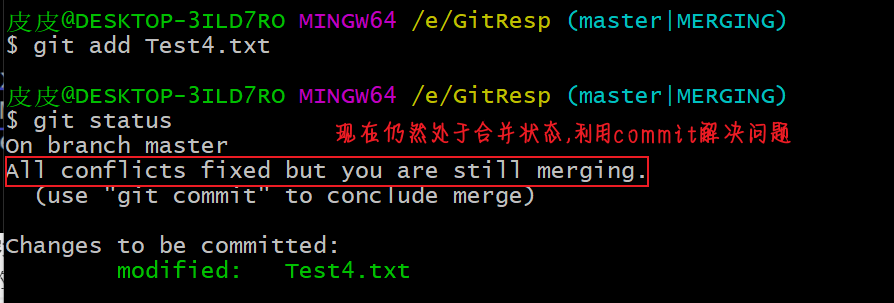 皮皮@DESKTOP-3ILD7RO MINGW64 /e/GitResp (master|MERGING)
$ git add Test4.txt
皮皮@DESKTOP-3ILD7RO MINGW64 /e/GitResp (master|MERGING)
$ git status
现在仍然处于合并状态,利用commit解决问题
On branch master
All conflicts fixed but you are still merging.
(use "git commit" to conclude merge)
Changes to be committed:
modified: Test4.txt